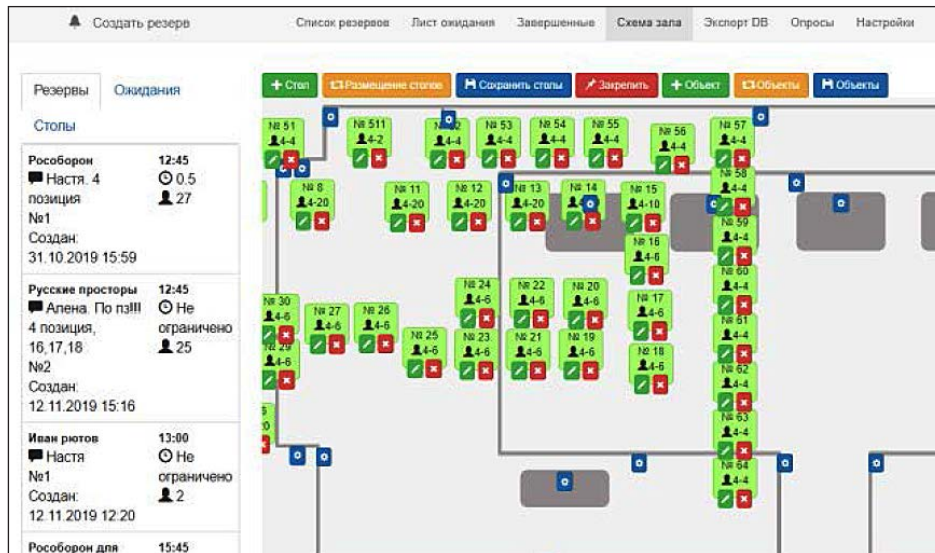 Создать резерв
Список резервов
Лист ожидания
Завершенные
Схема зала
Экспорт DB
Опросы
Настройки
Резервы
Ожидания
Столы
+ Стол
Размещение столов
Сохранить столы
Закрепить
+ Объект
Объекты
Объекты
Рособорон 12:45
Настя. 4 0.5
позиция 27
№1
Создан:
31.10.2019 15:59
Русские просторы 12:45
Алена. По пз!!! Не
4 позиция, ограничено
16,17,18 25
№2
Создан:
12.11.2019 15:16
Иван рютов 13:00
Настя Не
№1 ограничено
Создан: 2
12.11.2019 12:20
Рособорон для 15:45
№ 51
4-4
№ 511
4-2
4-4
№ 53
4-4
№ 54
4-4
№ 55
4-4
№ 56
4-4
№ 57
4-4
№ 58
4-4
№ 8
4-20
№ 11
4-20
№ 12
4-20
№ 13
4-20
№ 14
№ 15
4-10
№ 59
4-4
№ 16
4-6
№ 60
4-4
№ 30
4-6
№ 27
4-6
№ 26
4-6
№ 24
4-6
№ 22
4-6
№ 20
4-6
№ 17
4-6
№ 61
4-4
№ 29
4-6
№ 25
4-6
№ 23
4-6
№ 21
4-6
№ 19
4-6
№ 18
4-6
№ 62
4-4
№ 63
4-4
№ 64
4-4